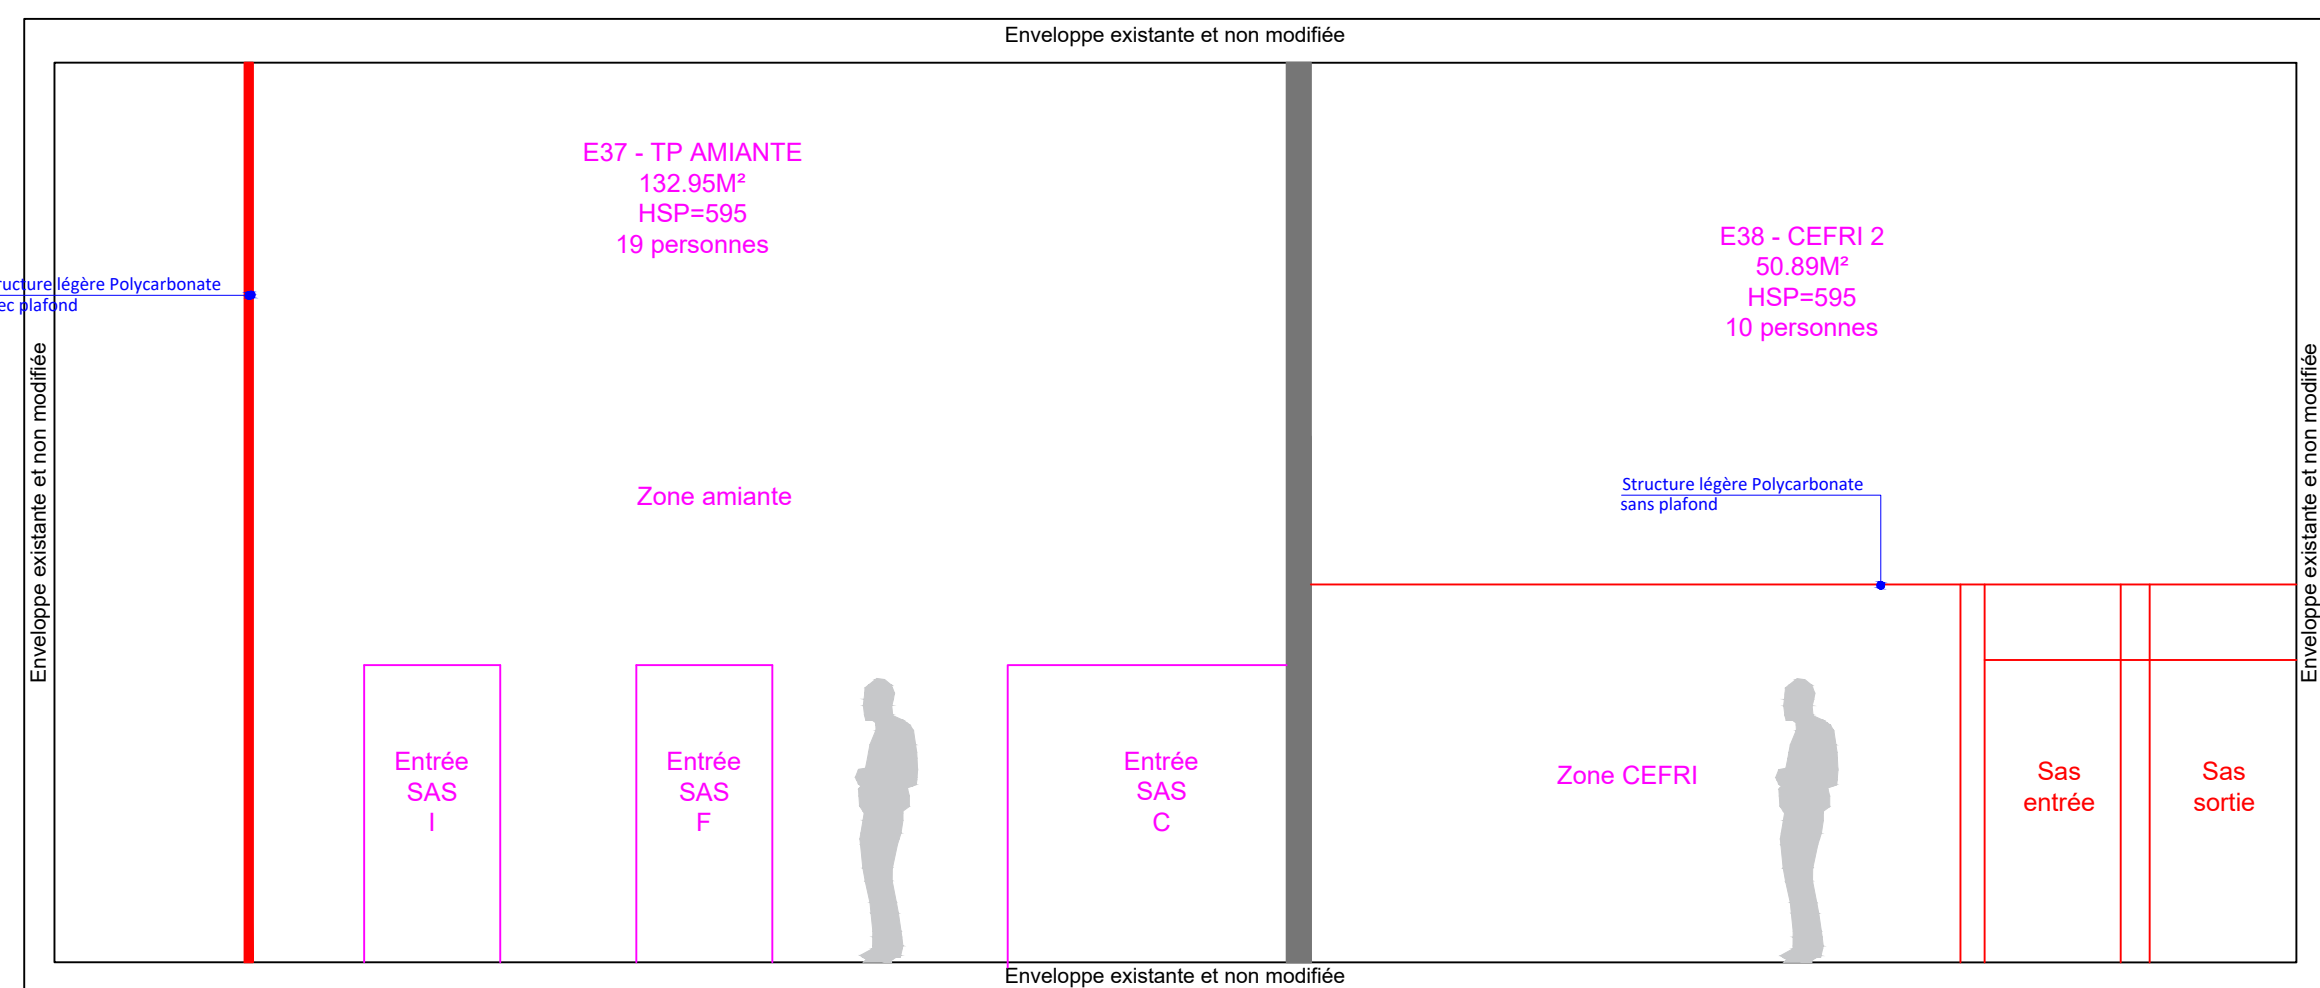 Enveloppe existante et non modifiée
E37 - TP AMIANTE
132.95M²
HSP=595
19 personnes
E38 - CEFRI 2
50.89M²
HSP=595
10 personnes
ructure légère Polycarbonate
ec plafond
Enveloppe existante et non modifiée
Enveloppe existante et non modifiée
Zone amiante
Structure légère Polycarbonate
sans plafond
Entrée
SAS
I
Entrée
SAS
F
Entrée
SAS
C
Zone CEFRI
Sas
entrée
Sas
sortie
Enveloppe existante et non modifiée